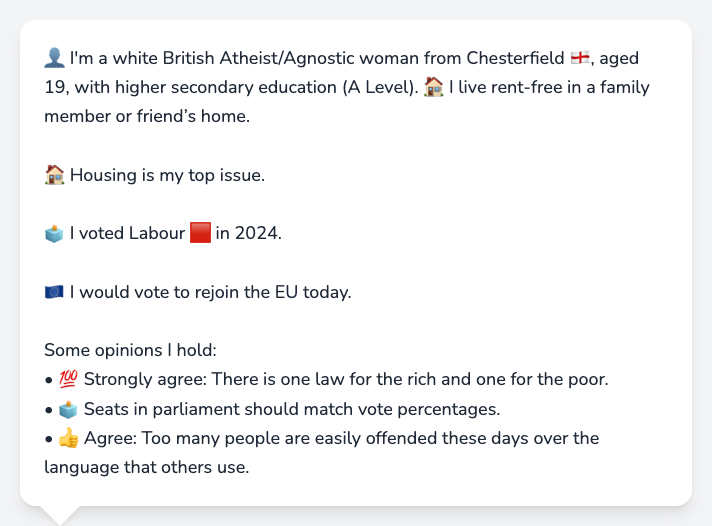 👤 I'm a white British Atheist/Agnostic woman from Chesterfield 🏴󠁧󠁢󠁥󠁮󠁧󠁿, aged
19, with higher secondary education (A Level). 🏠 I live rent-free in a family
member or friend’s home.
🏠 Housing is my top issue.
🗳️ I voted Labour 🟥 in 2024.
🇪🇺 I would vote to rejoin the EU today.
Some opinions I hold:
• 💯 Strongly agree: There is one law for the rich and one for the poor.
• 🗳️ Seats in parliament should match vote percentages.
• 👍 Agree: Too many people are easily offended these days over the
language that others use.